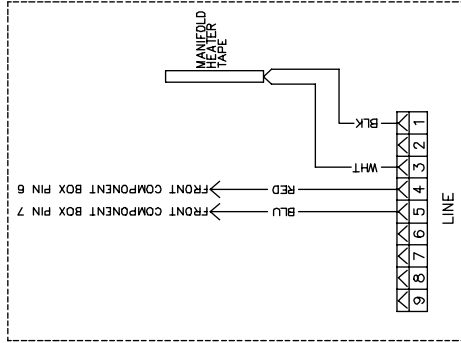 MANIFOLD
HEATER
TAPE
BLK
WHT
RED
FRONT COMPONENT BOX PIN 6
BLU
FRONT COMPONENT BOX PIN 7
1
2
3
4
5
6
7
8
9
LINE